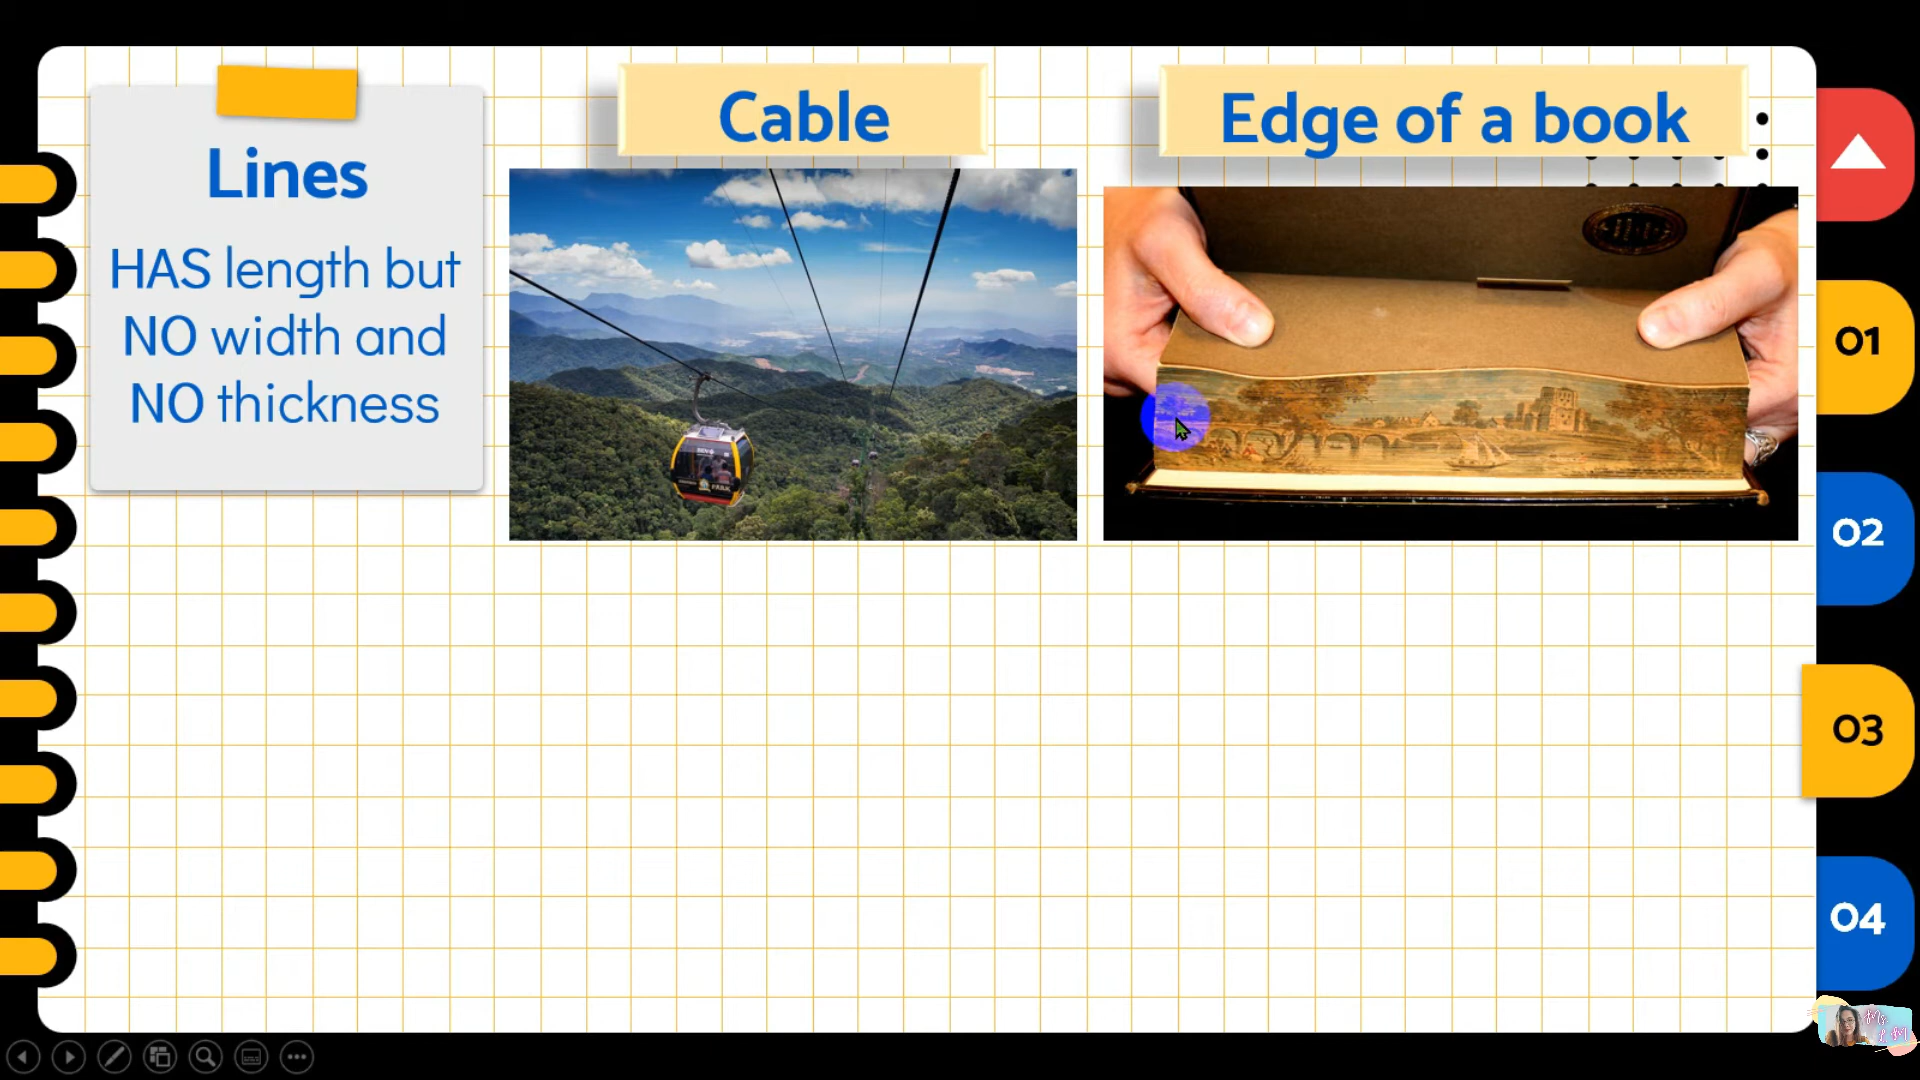 Lines
HAS length but
NO width and
NO thickness
Cable
Edge of a book
01
02
03
04